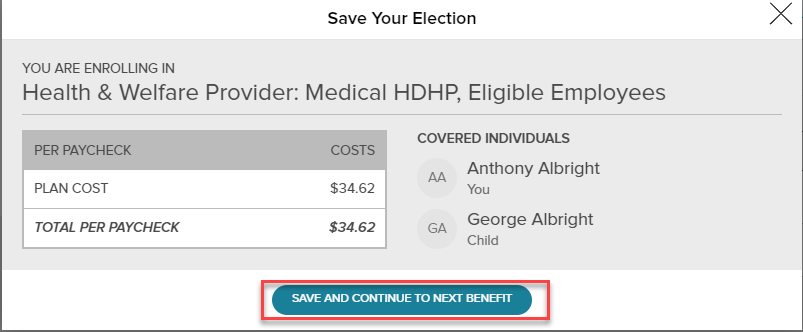 Save Your Election
YOU ARE ENROLLING IN
Health & Welfare Provider: Medical HDHP, Eligible Employees
PER PAYCHECK COSTS
PLAN COST $34.62
TOTAL PER PAYCHECK $34.62
COVERED INDIVIDUALS
AA Anthony Albright
You
GA George Albright
Child
SAVE AND CONTINUE TO NEXT BENEFIT